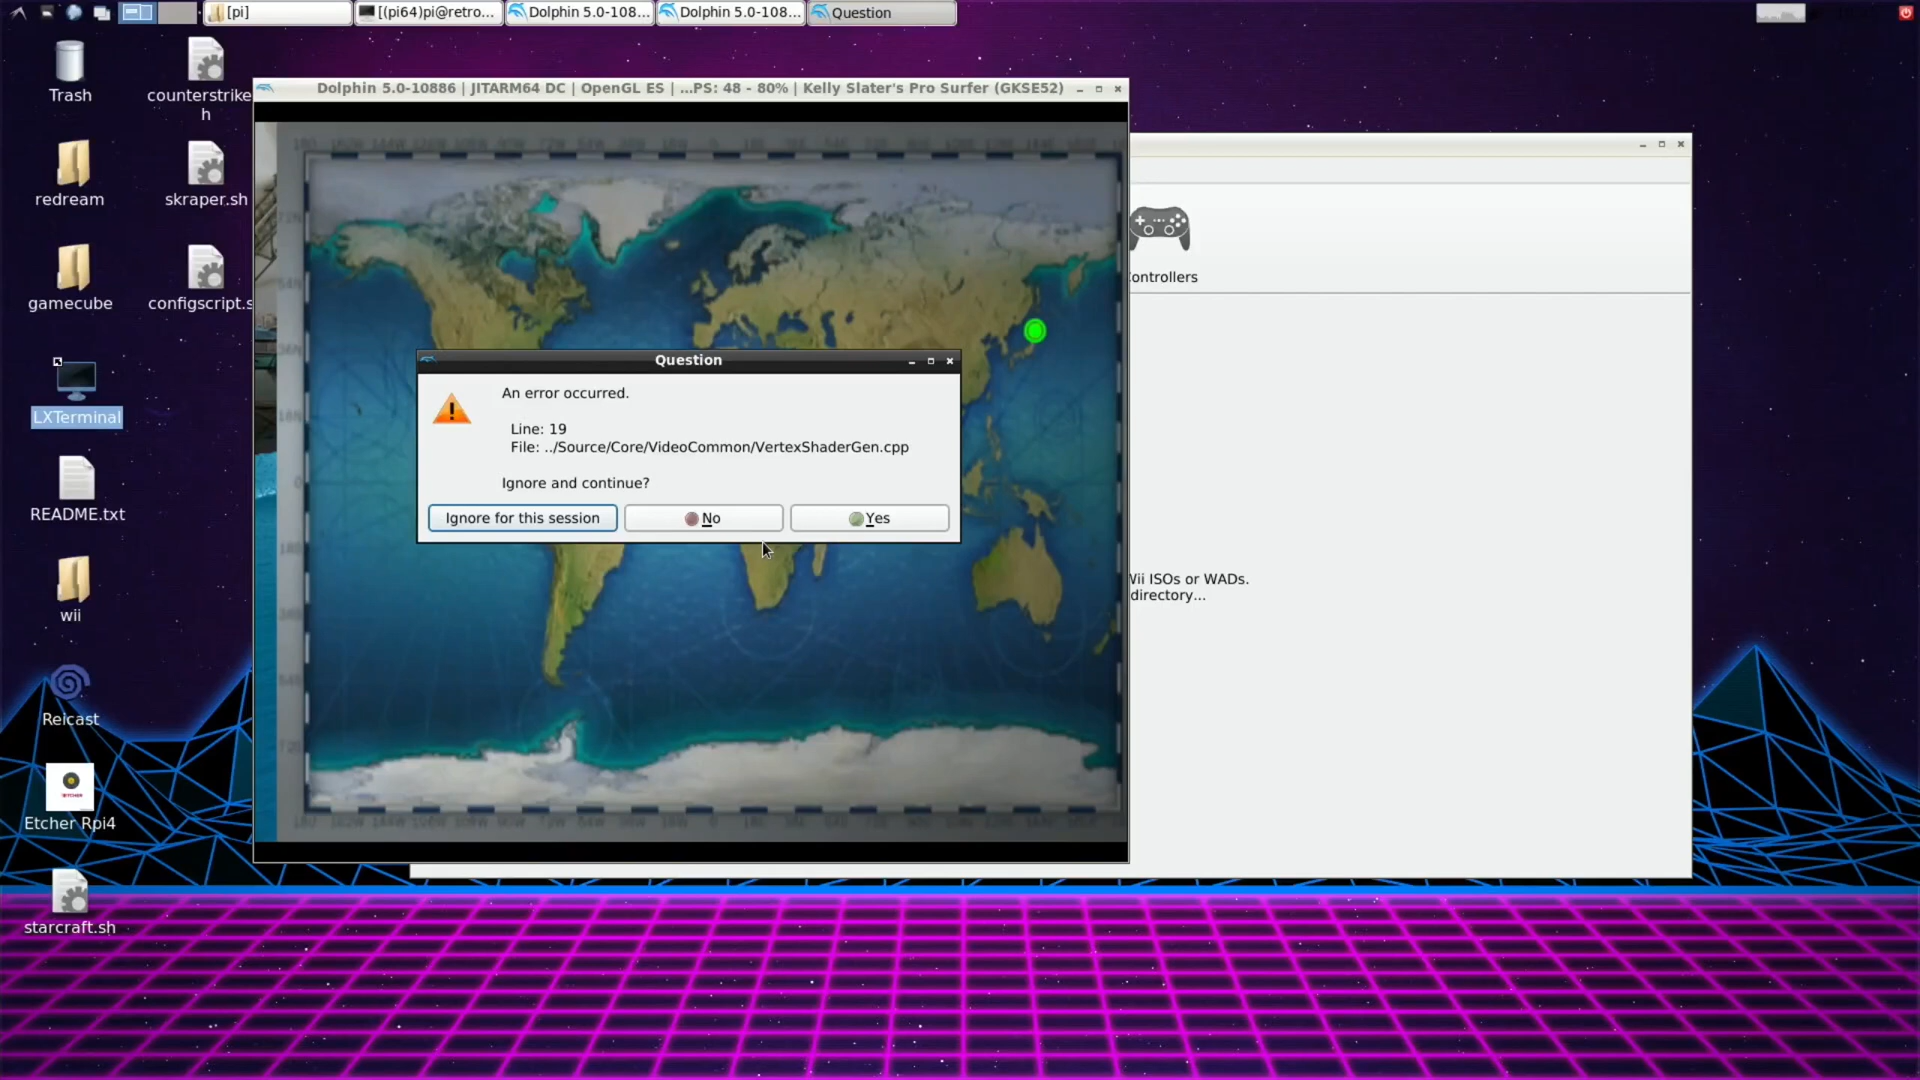 [pi]
[(pi64)pi@retro...
Dolphin 5.0-108...
Dolphin 5.0-108...
Question
Trash
counterstrike
h
redream
skraper.sh
gamecube
configscript.s
LXTerminal
README.txt
wii
Reicast
Etcher Rpi4
starcraft.sh
Dolphin 5.0-10886 | JITARM64 DC | OpenGL ES | ...PS: 48 - 80% | Kelly Slater's Pro Surfer (GKSE52)
ontrollers
Wii ISOs or WADs.
directory...
Question
An error occurred.
Line: 19
File: ../Source/Core/VideoCommon/VertexShaderGen.cpp
Ignore and continue?
Ignore for this session
No
Yes